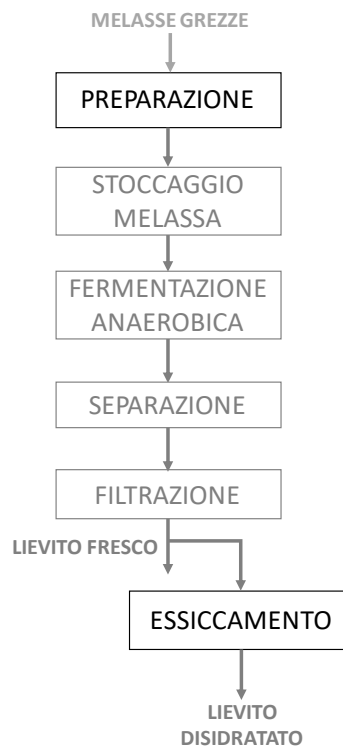 MELASSE GREZZE
PREPARAZIONE
STOCCAGGIO
MELASSA
FERMENTAZIONE
ANAEROBICA
SEPARAZIONE
FILTRAZIONE
LIEVITO FRESCO
ESSICCAMENTO
LIEVITO
DISIDRATATO